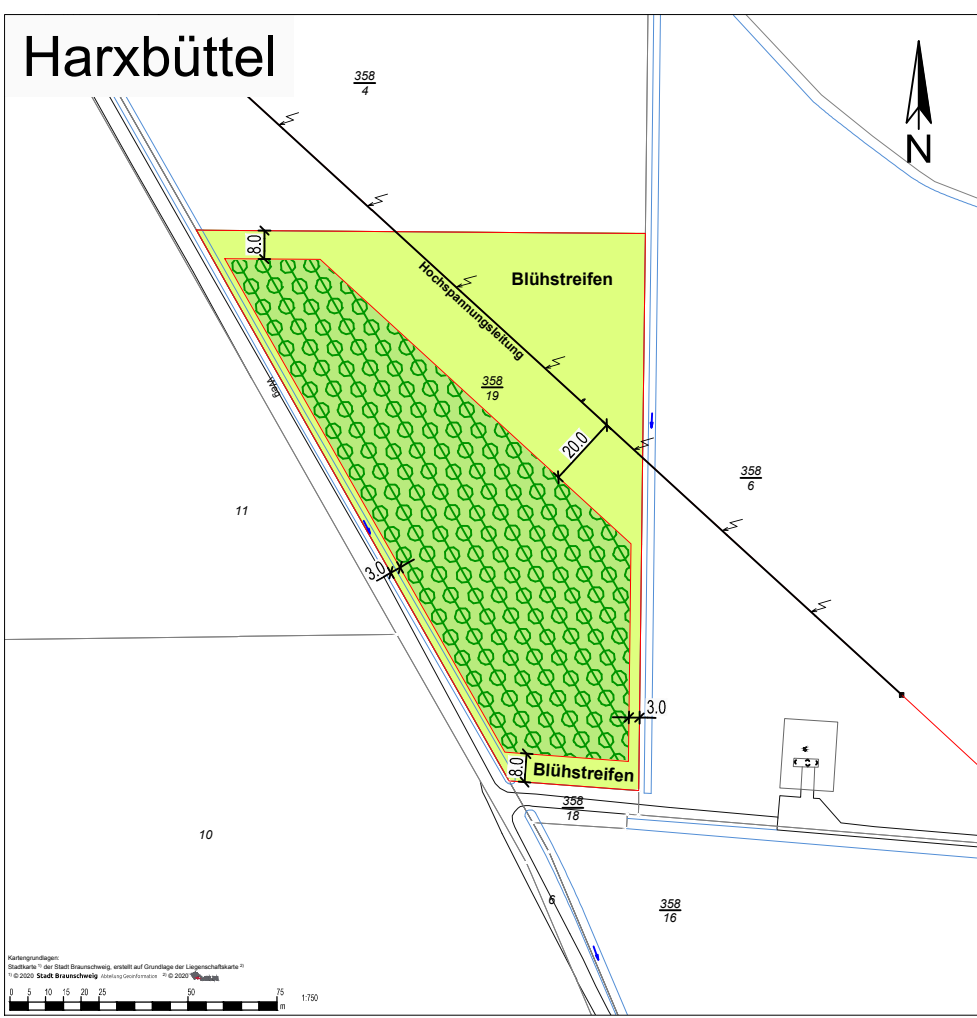 Harxbüttel
358
4
N
8.0
Blühstreifen
Hochspannungsleitung
358
19
Weg
20.0
358
6
11
3.0
3.0
8.0
Blühstreifen
358
18
10
6
358
16
Kartengrundlagen:
Stadtkarte ¹⁾ der Stadt Braunschweig, erstellt auf Grundlage der Liegenschaftskarte ²⁾
¹⁾ © 2020 Stadt Braunschweig Abteilung Geoinformation ²⁾ © 2020
0 5 10 15 20 25 50 75
m
1:750